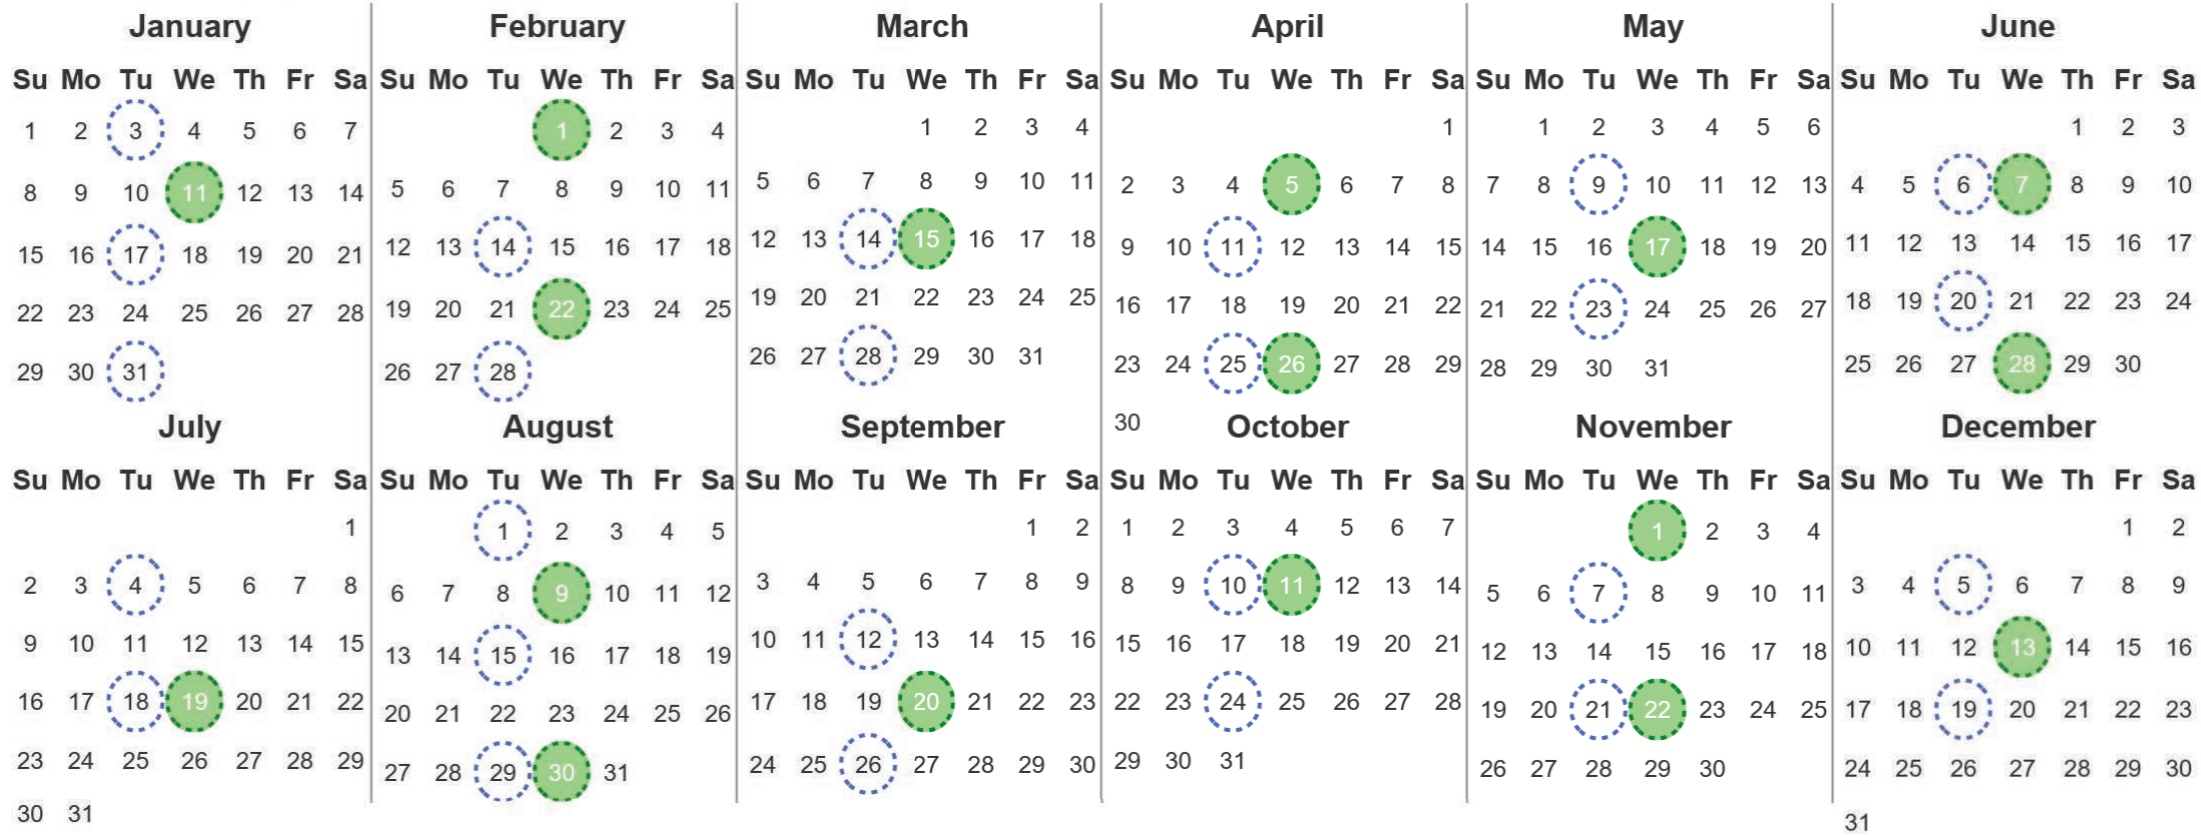 January
Su Mo Tu We Th Fr Sa
1 2 3 4 5 6 7
8 9 10 11 12 13 14
15 16 17 18 19 20 21
22 23 24 25 26 27 28
29 30 31
February
Su Mo Tu We Th Fr Sa
1 2 3 4
5 6 7 8 9 10 11
12 13 14 15 16 17 18
19 20 21 22 23 24 25
26 27 28
March
Su Mo Tu We Th Fr Sa
1 2 3 4
5 6 7 8 9 10 11
12 13 14 15 16 17 18
19 20 21 22 23 24 25
26 27 28 29 30 31
April
Su Mo Tu We Th Fr Sa
1
2 3 4 5 6 7 8
9 10 11 12 13 14 15
16 17 18 19 20 21 22
23 24 25 26 27 28 29
30
May
Su Mo Tu We Th Fr Sa
1 2 3 4 5 6
7 8 9 10 11 12 13
14 15 16 17 18 19 20
21 22 23 24 25 26 27
28 29 30 31
June
Su Mo Tu We Th Fr Sa
1 2 3
4 5 6 7 8 9 10
11 12 13 14 15 16 17
18 19 20 21 22 23 24
25 26 27 28 29 30
July
Su Mo Tu We Th Fr Sa
1
2 3 4 5 6 7 8
9 10 11 12 13 14 15
16 17 18 19 20 21 22
23 24 25 26 27 28 29
30 31
August
Su Mo Tu We Th Fr Sa
1 2 3 4 5
6 7 8 9 10 11 12
13 14 15 16 17 18 19
20 21 22 23 24 25 26
27 28 29 30 31
September
Su Mo Tu We Th Fr Sa
1 2
3 4 5 6 7 8 9
10 11 12 13 14 15 16
17 18 19 20 21 22 23
24 25 26 27 28 29 30
October
Su Mo Tu We Th Fr Sa
1 2 3 4 5 6 7
8 9 10 11 12 13 14
15 16 17 18 19 20 21
22 23 24 25 26 27 28
29 30 31
November
Su Mo Tu We Th Fr Sa
1 2 3 4
5 6 7 8 9 10 11
12 13 14 15 16 17 18
19 20 21 22 23 24 25
26 27 28 29 30
December
Su Mo Tu We Th Fr Sa
1 2
3 4 5 6 7 8 9
10 11 12 13 14 15 16
17 18 19 20 21 22 23
24 25 26 27 28 29 30
31